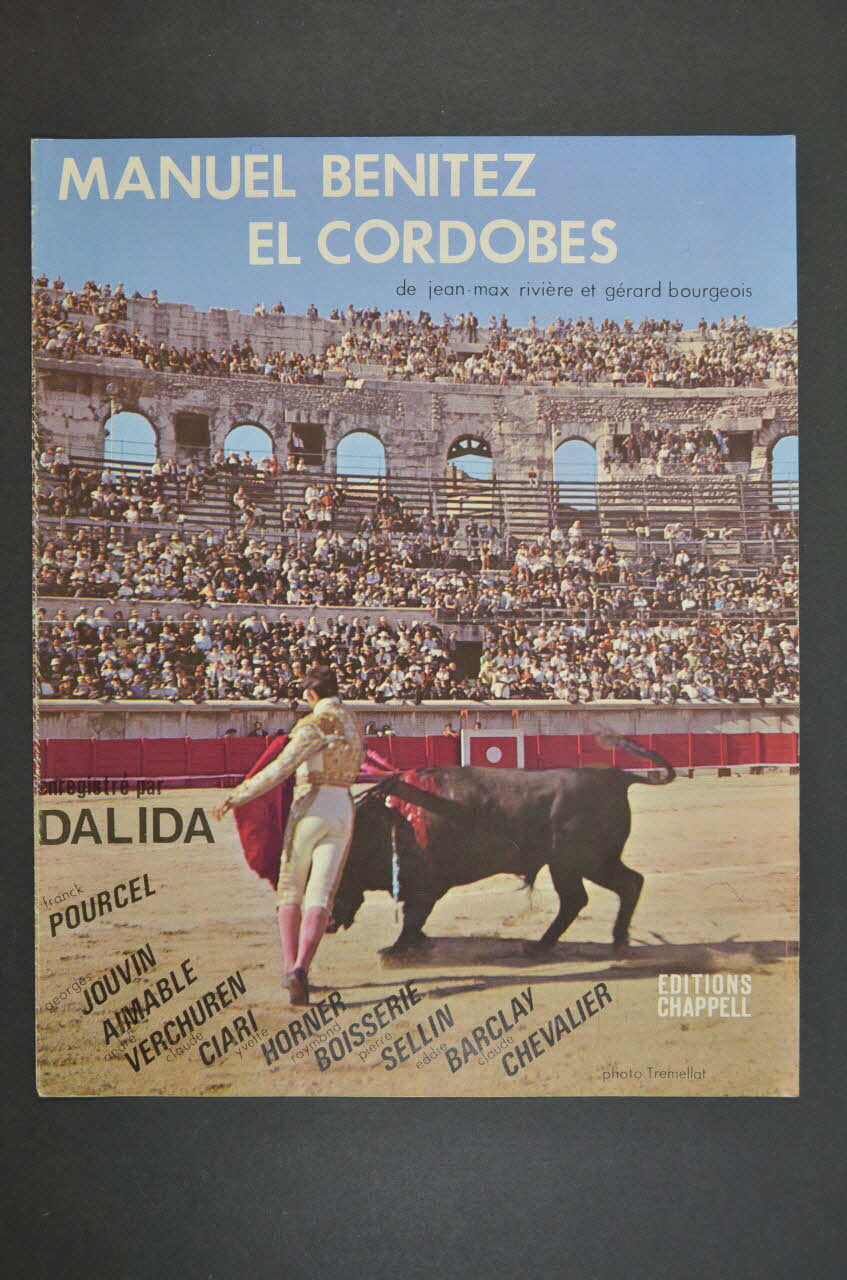 MANUEL BENITEZ
EL CORDOBES
de jean-max rivière et gérard bourgeois
enregistré par
DALIDA
franck
POURCEL
georges
JOUVIN
AIMABLE
andré
VERCHUREN
claude
CIARI
yvette
HORNER
raymond
BOISSERIE
pierre
SELLIN
eddie
BARCLAY
claude
CHEVALIER
EDITIONS
CHAPPELL
photo Tremellat